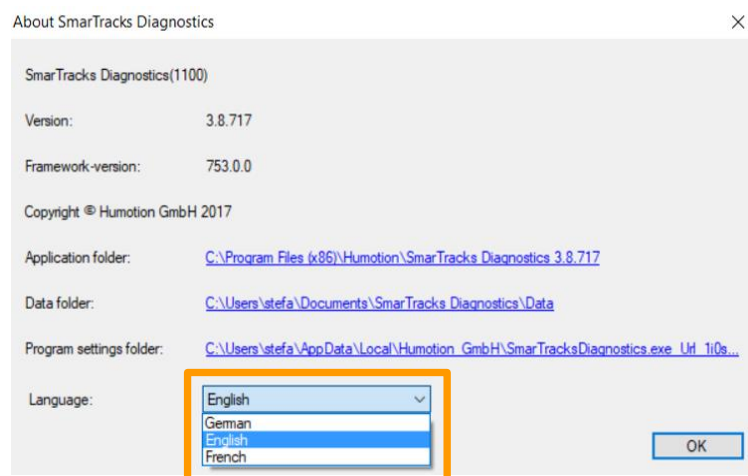 About SmarTracks Diagnostics
SmarTracks Diagnostics(1100)
Version: 3.8.717
Framework-version: 753.0.0
Copyright © Humotion GmbH 2017
Application folder: C:\Program Files (x86)\Humotion\SmarTracks Diagnostics 3.8.717
Data folder: C:\Users\stefa\Documents\SmarTracks Diagnostics\Data
Program settings folder: C:\Users\stefa\AppData\Local\Humotion_GmbH\SmarTracksDiagnostics.exe_Url_1i0s...
Language: English
German
English
French
OK